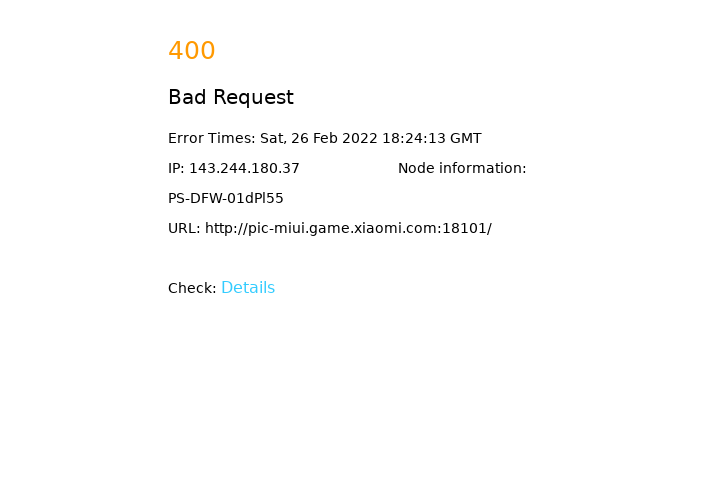 400
Bad Request
Error Times: Sat, 26 Feb 2022 18:24:13 GMT
IP: 143.244.180.37 Node information:
PS-DFW-01dPl55
URL: http://pic-miui.game.xiaomi.com:18101/
Check: Details